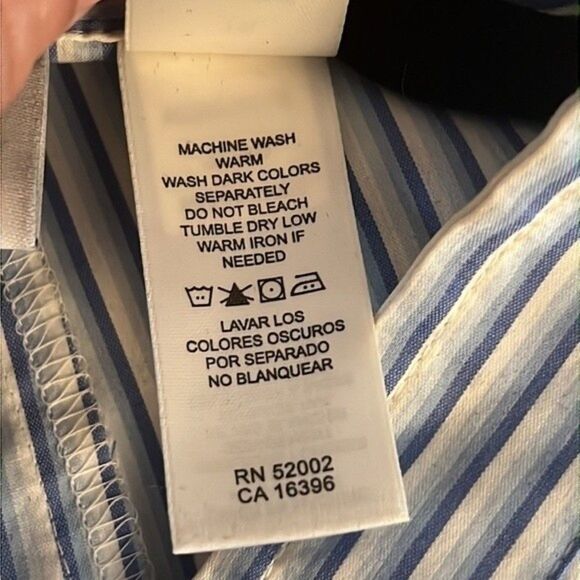 MACHINE WASH
WARM
WASH DARK COLORS
SEPARATELY
DO NOT BLEACH
TUMBLE DRY LOW
WARM IRON IF
NEEDED
LAVAR LOS
COLORES OSCUROS
POR SEPARADO
NO BLANQUEAR
RN 52002
CA 16396